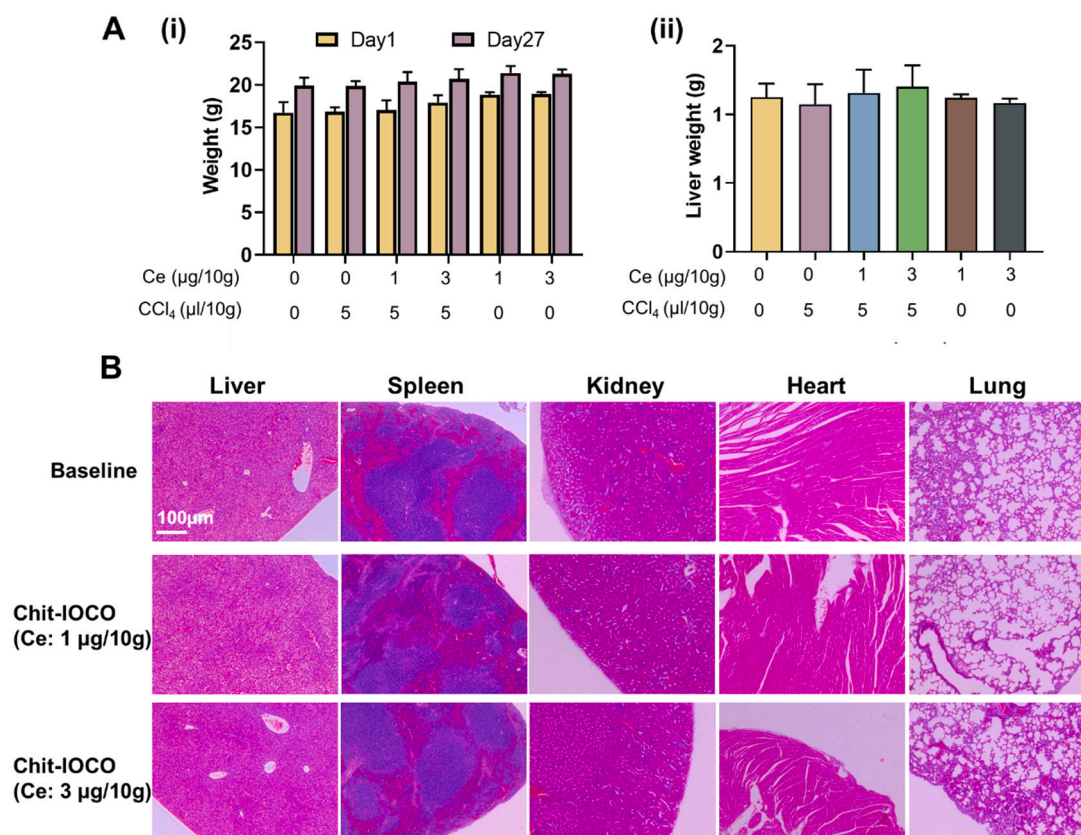 A (i) (ii)
Day1 Day27
Weight (g)
25
20
15
10
5
0
Ce (µg/10g) 0 0 1 3 1 3
CCl₄ (µl/10g) 0 5 5 5 0 0
Liver weight (g)
2
1
1
0
Ce (µg/10g) 0 0 1 3 1 3
CCl₄ (µl/10g) 0 5 5 5 0 0
B
Liver Spleen Kidney Heart Lung
Baseline
100µm
Chit-IOCO
(Ce: 1 µg/10g)
Chit-IOCO
(Ce: 3 µg/10g)